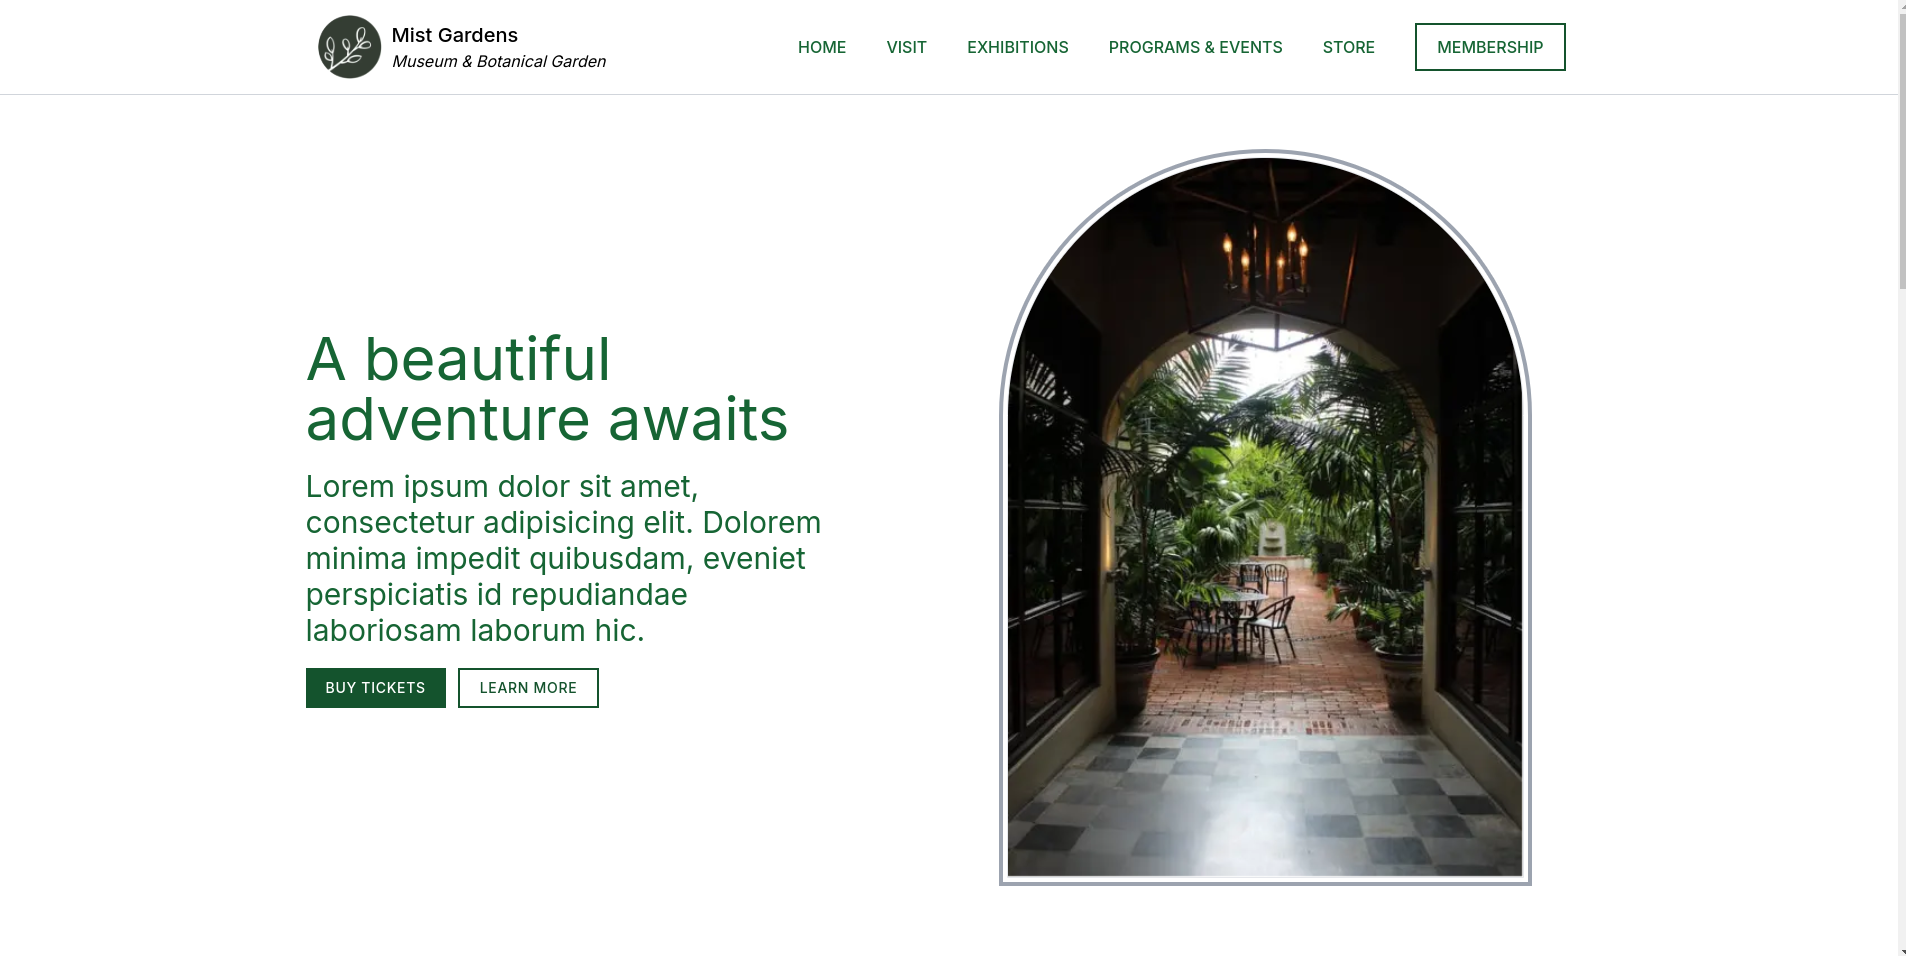 Mist Gardens
Museum & Botanical Garden
HOME
VISIT
EXHIBITIONS
PROGRAMS & EVENTS
STORE
MEMBERSHIP
A beautiful
adventure awaits
Lorem ipsum dolor sit amet,
consectetur adipisicing elit. Dolorem
minima impedit quibusdam, eveniet
perspiciatis id repudiandae
laboriosam laborum hic.
BUY TICKETS
LEARN MORE